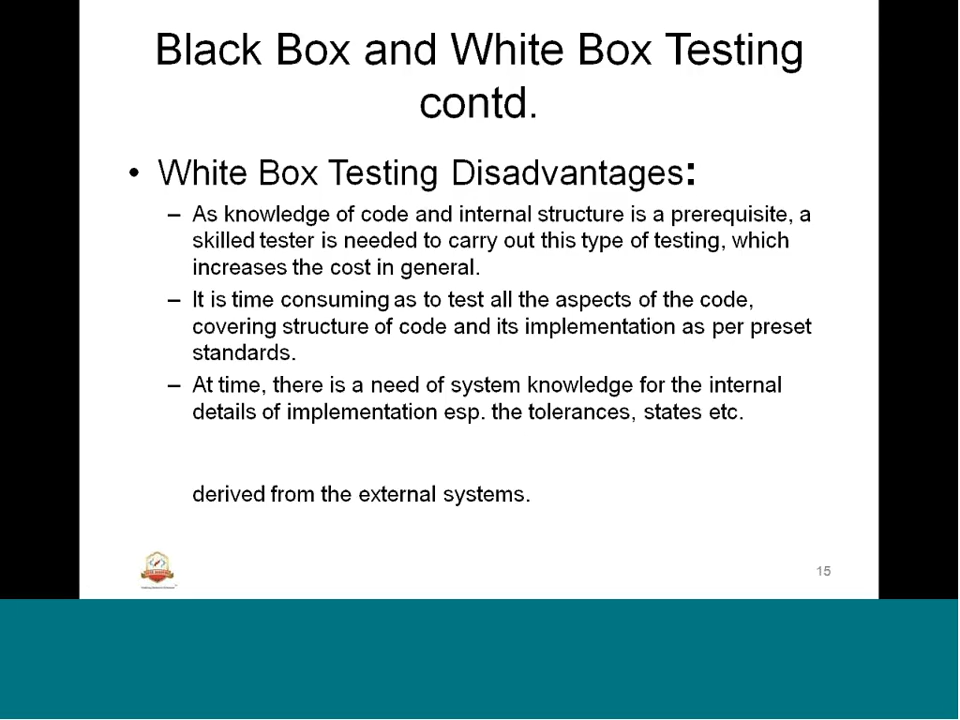 Black Box and White Box Testing
contd.
• White Box Testing Disadvantages:
– As knowledge of code and internal structure is a prerequisite, a
skilled tester is needed to carry out this type of testing, which
increases the cost in general.
– It is time consuming as to test all the aspects of the code,
covering structure of code and its implementation as per preset
standards.
– At time, there is a need of system knowledge for the internal
details of implementation esp. the tolerances, states etc.
derived from the external systems.
15